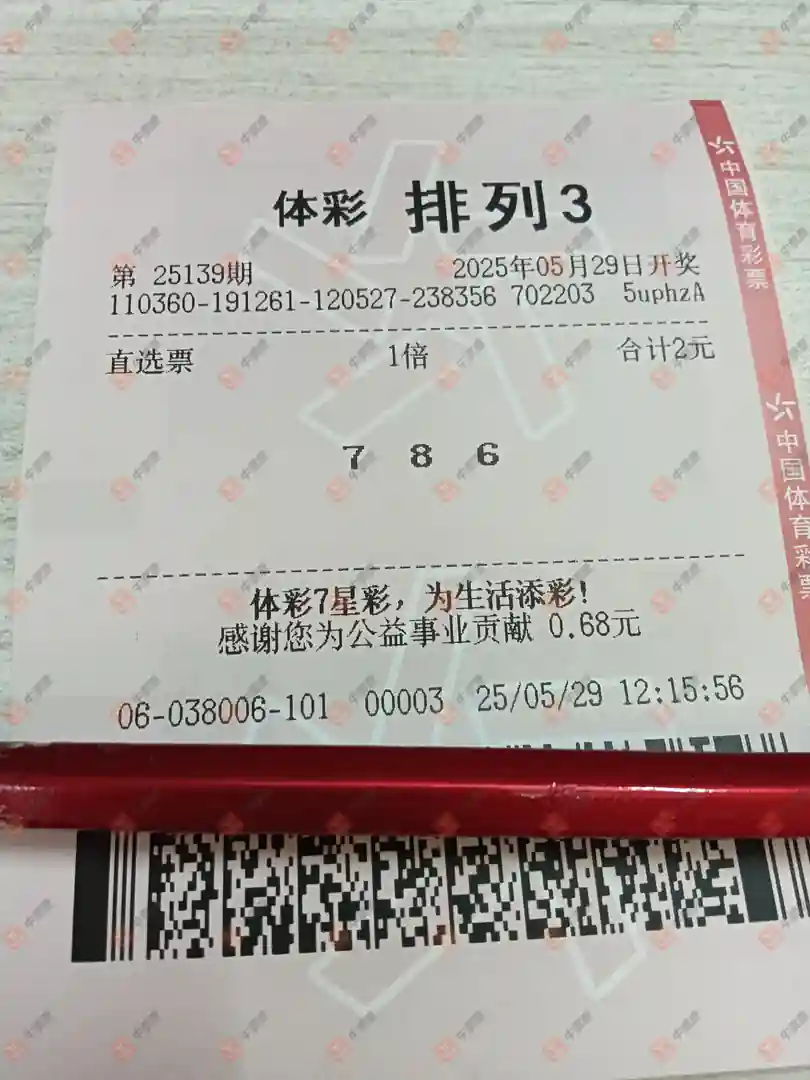 体彩 排列3
第 25139期 2025年05月29日开奖
110360-191261-120527-238356 702203 5uphzA
直选票 1倍 合计2元
7 8 6
体彩7星彩，为生活添彩!
感谢您为公益事业贡献 0.68元
06-038006-101 00003 25/05/29 12:15:56
中国体育彩票
中国体育彩票